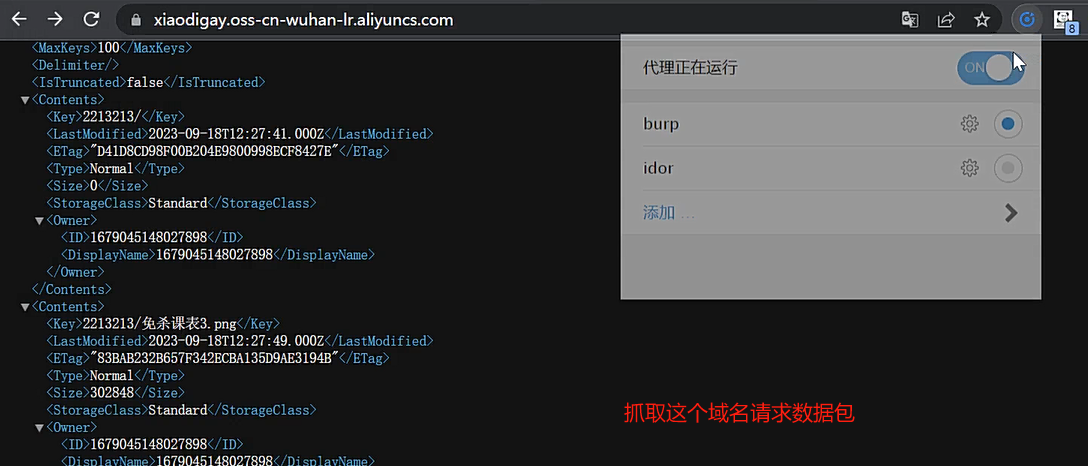 xiaodigay.oss-cn-wuhan-lr.aliyuncs.com
8
<MaxKeys>100</MaxKeys>
<Delimiter/>
<IsTruncated>false</IsTruncated>
▼<Contents>
<Key>2213213/</Key>
<LastModified>2023-09-18T12:27:41.000Z</LastModified>
<ETag>"D41D8CD98F00B204E9800998ECF8427E"</ETag>
<Type>Normal</Type>
<Size>0</Size>
<StorageClass>Standard</StorageClass>
▼<Owner>
<ID>1679045148027898</ID>
<DisplayName>1679045148027898</DisplayName>
</Owner>
</Contents>
▼<Contents>
<Key>2213213/免杀课表3.png</Key>
<LastModified>2023-09-18T12:27:49.000Z</LastModified>
<ETag>"83BAB232B657F342ECBA135D9AE3194B"</ETag>
<Type>Normal</Type>
<Size>302848</Size>
<StorageClass>Standard</StorageClass>
▼<Owner>
<ID>1679045148027898</ID>
<DisplayName>1679045148027898</DisplayName>
代理正在运行
ON
burp
idor
添加 ...
抓取这个域名请求数据包